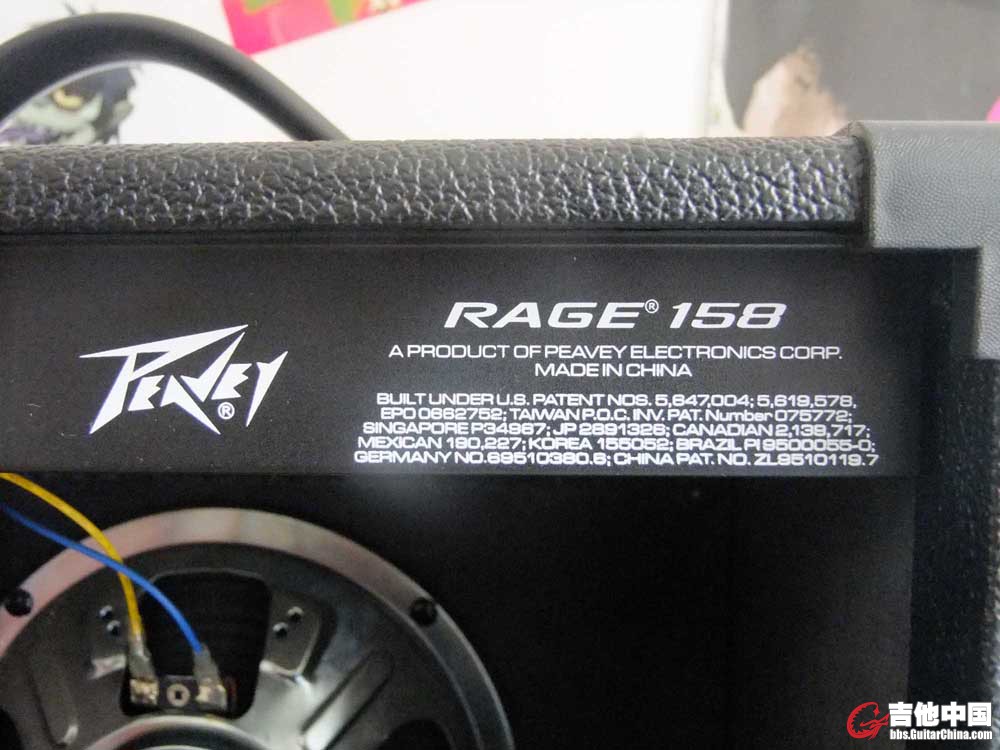 PEAVEY®
RAGE® 158
A PRODUCT OF PEAVEY ELECTRONICS CORP.
MADE IN CHINA
BUILT UNDER U.S. PATENT NOS. 5,647,004; 5,619,578,
EPO 0662752; TAIWAN P.O.C. INV. PAT. Number 075772;
SINGAPORE P34967; JP 2891326; CANADIAN 2,138,717;
MEXICAN 190,227; KOREA 155052; BRAZIL PI 9500055-0;
GERMANY NO.69510380.6; CHINA PAT. NO. ZL9510119.7
吉他中国
bbs.GuitarChina.com